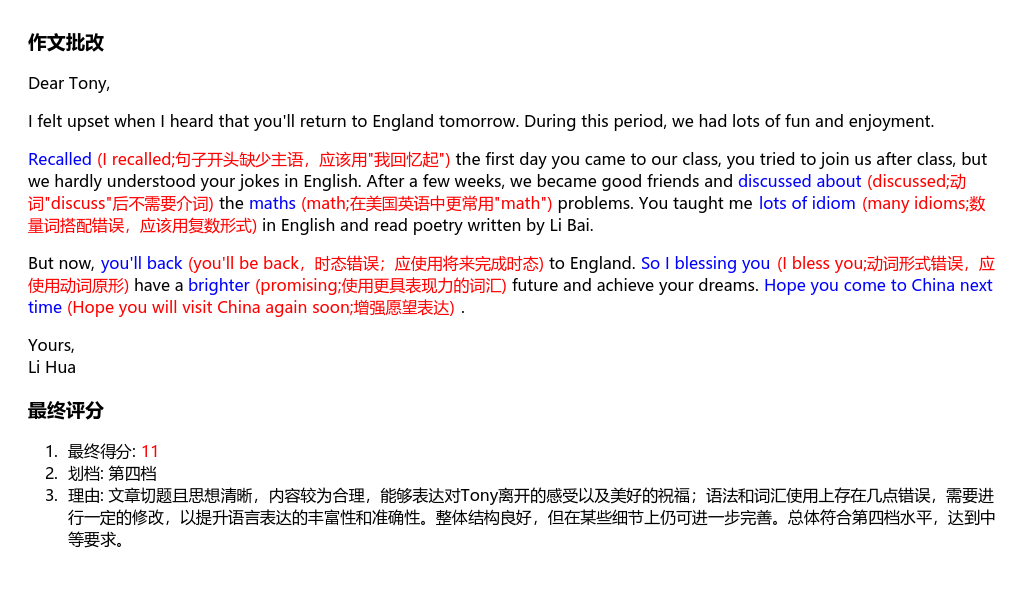 作文批改
Dear Tony,
I felt upset when I heard that you'll return to England tomorrow. During this period, we had lots of fun and enjoyment.
Recalled (I recalled;句子开头缺少主语，应该用"我回忆起") the first day you came to our class, you tried to join us after class, but
we hardly understood your jokes in English. After a few weeks, we became good friends and discussed about (discussed;动
词"discuss"后不需要介词) the maths (math;在美国英语中更常用"math") problems. You taught me lots of idiom (many idioms;数
量词搭配错误，应该用复数形式) in English and read poetry written by Li Bai.
But now, you'll back (you'll be back，时态错误；应使用将来完成时态) to England. So I blessing you (I bless you;动词形式错误，应
使用动词原形) have a brighter (promising;使用更具表现力的词汇) future and achieve your dreams. Hope you come to China next
time (Hope you will visit China again soon;增强愿望表达) .
Yours,
Li Hua
最终评分
1. 最终得分: 11
2. 划档: 第四档
3. 理由: 文章切题且思想清晰，内容较为合理，能够表达对Tony离开的感受以及美好的祝福；语法和词汇使用上存在几点错误，需要进
行一定的修改，以提升语言表达的丰富性和准确性。整体结构良好，但在某些细节上仍可进一步完善。总体符合第四档水平，达到中
等要求。